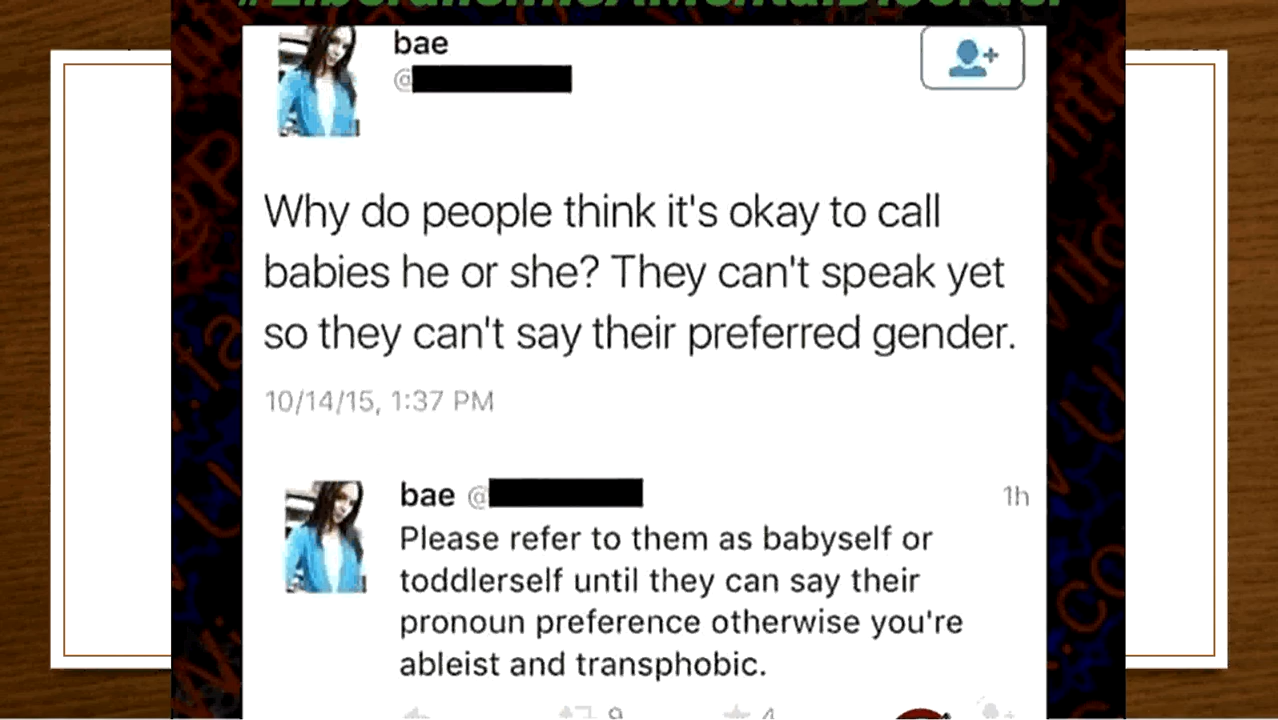 bae
@
Why do people think it's okay to call
babies he or she? They can't speak yet
so they can't say their preferred gender.
10/14/15, 1:37 PM
bae @
1h
Please refer to them as babyself or
toddlerself until they can say their
pronoun preference otherwise you're
ableist and transphobic.
9
4